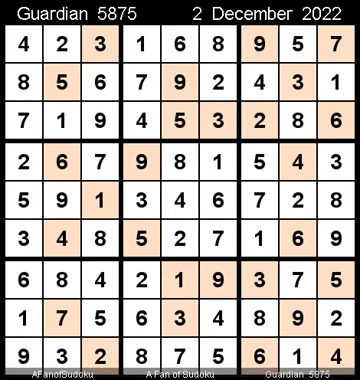 Guardian 5875 2 December 2022
4 2 3 1 6 8 9 5 7
8 5 6 7 9 2 4 3 1
7 1 9 4 5 3 2 8 6
2 6 7 9 8 1 5 4 3
5 9 1 3 4 6 7 2 8
3 4 8 5 2 7 1 6 9
6 8 4 2 1 9 3 7 5
1 7 5 6 3 4 8 9 2
9 3 2 8 7 5 6 1 4
AFanofSudoku A Fan of Sudoku Guardian 5875